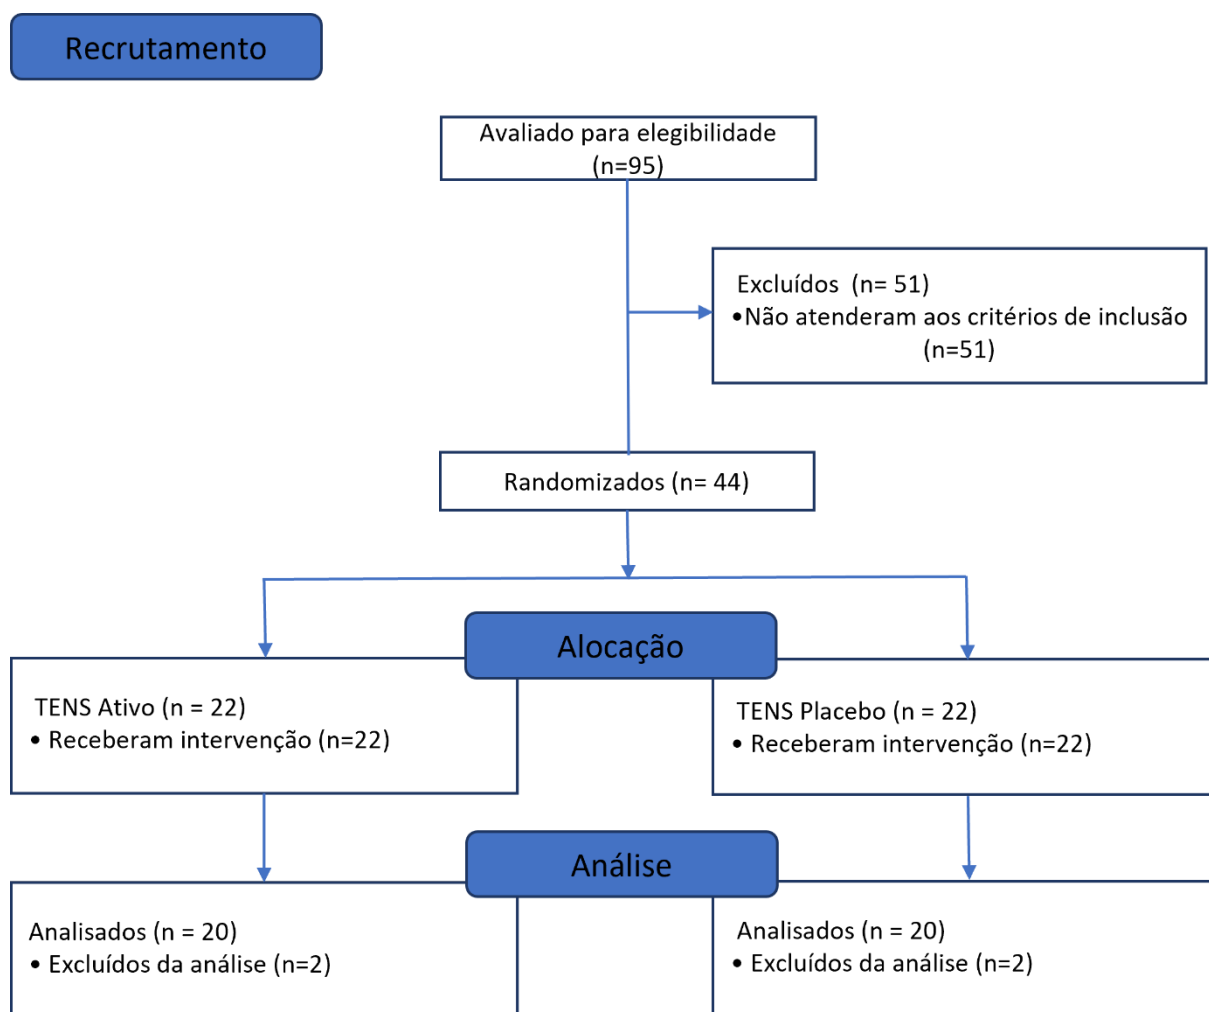 Recrutamento
Avaliado para elegibilidade
(n=95)
Excluídos  (n= 51)
•Não atenderam aos critérios de inclusão
(n=51)
Randomizados (n= 44)
Alocação
TENS Ativo (n = 22)
• Receberam intervenção (n=22)
TENS Placebo (n = 22)
• Receberam intervenção (n=22)
Análise
Analisados (n = 20)
• Excluídos da análise (n=2)
Analisados (n = 20)
• Excluídos da análise (n=2)